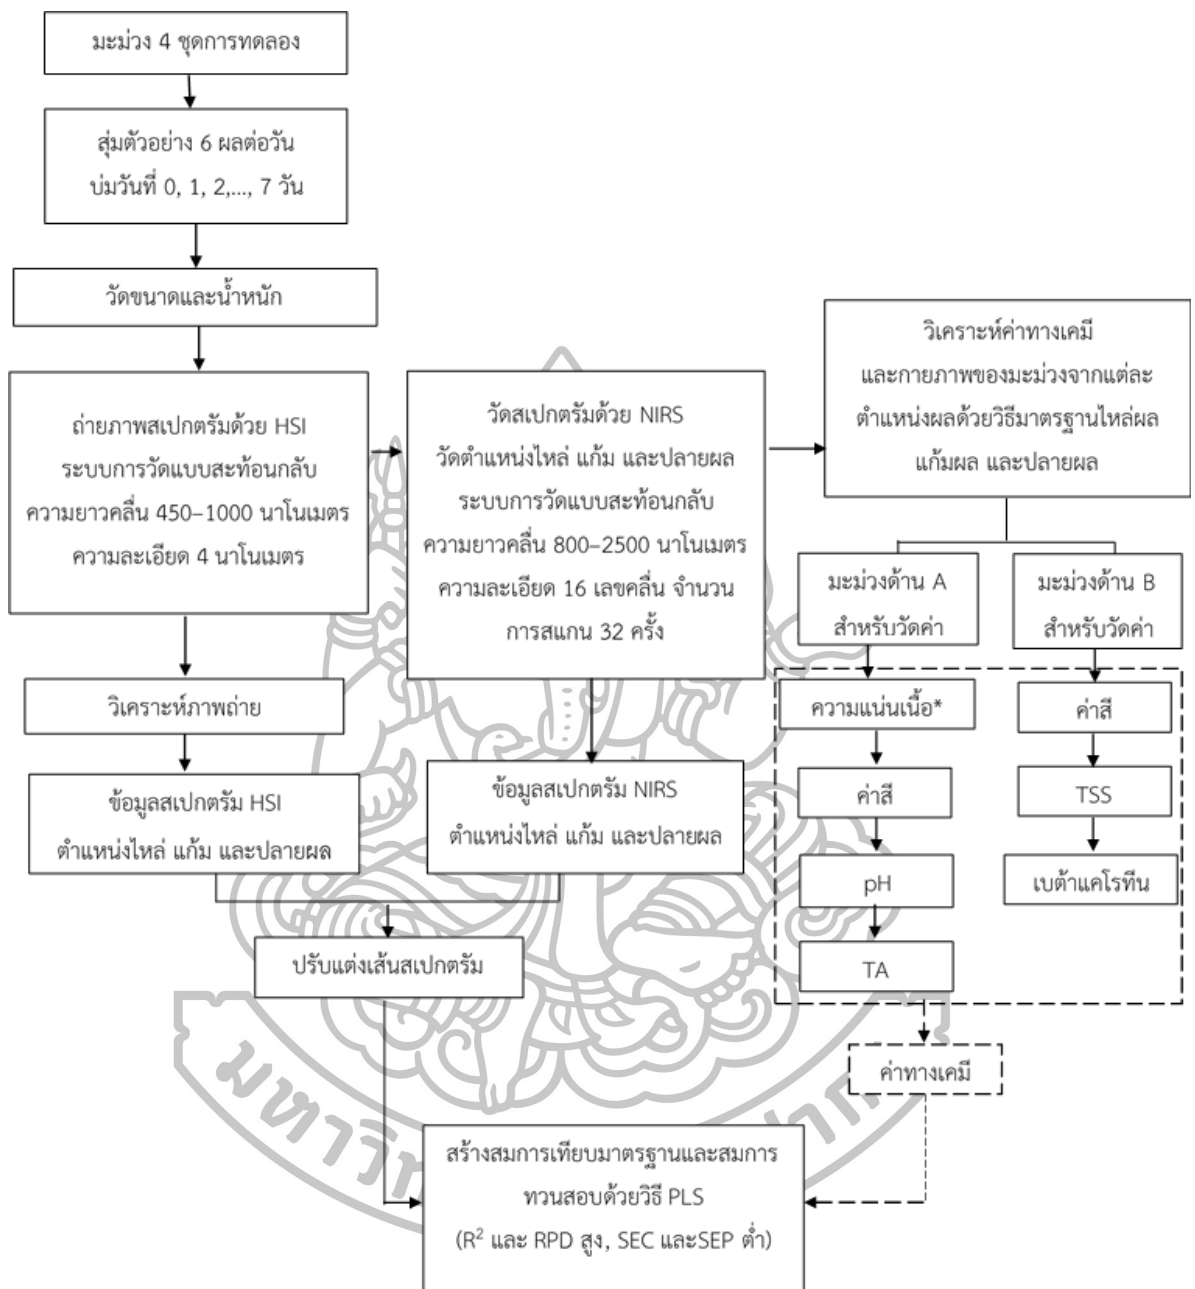 มะม่วง 4 ชุดการทดลอง
สุ่มตัวอย่าง 6 ผลต่อวัน
บ่มวันที่ 0, 1, 2,..., 7 วัน
วัดขนาดและน้ำหนัก
ถ่ายภาพสเปกตรัมด้วย HSI
ระบบการวัดแบบสะท้อนกลับ
ความยาวคลื่น 450–1000 นาโนเมตร
ความละเอียด 4 นาโนเมตร
วัดสเปกตรัมด้วย NIRS
วัดตำแหน่งไหล่ แก้ม และปลายผล
ระบบการวัดแบบสะท้อนกลับ
ความยาวคลื่น 800–2500 นาโนเมตร
ความละเอียด 16 เลขคลื่น จำนวน
การสแกน 32 ครั้ง
วิเคราะห์ค่าทางเคมี
และกายภาพของมะม่วงจากแต่ละ
ตำแหน่งผลด้วยวิธีมาตรฐานไหล่ผล
แก้มผล และปลายผล
มะม่วงด้าน A
สำหรับวัดค่า
มะม่วงด้าน B
สำหรับวัดค่า
วิเคราะห์ภาพถ่าย
ความแน่นเนื้อ*
ค่าสี
ข้อมูลสเปกตรัม HSI
ตำแหน่งไหล่ แก้ม และปลายผล
ข้อมูลสเปกตรัม NIRS
ตำแหน่งไหล่ แก้ม และปลายผล
ค่าสี
TSS
pH
เบต้าแคโรทีน
ปรับแต่งเส้นสเปกตรัม
TA
ค่าทางเคมี
สร้างสมการเทียบมาตรฐานและสมการ
ทวนสอบด้วยวิธี PLS
(R² และ RPD สูง, SEC และSEP ต่ำ)